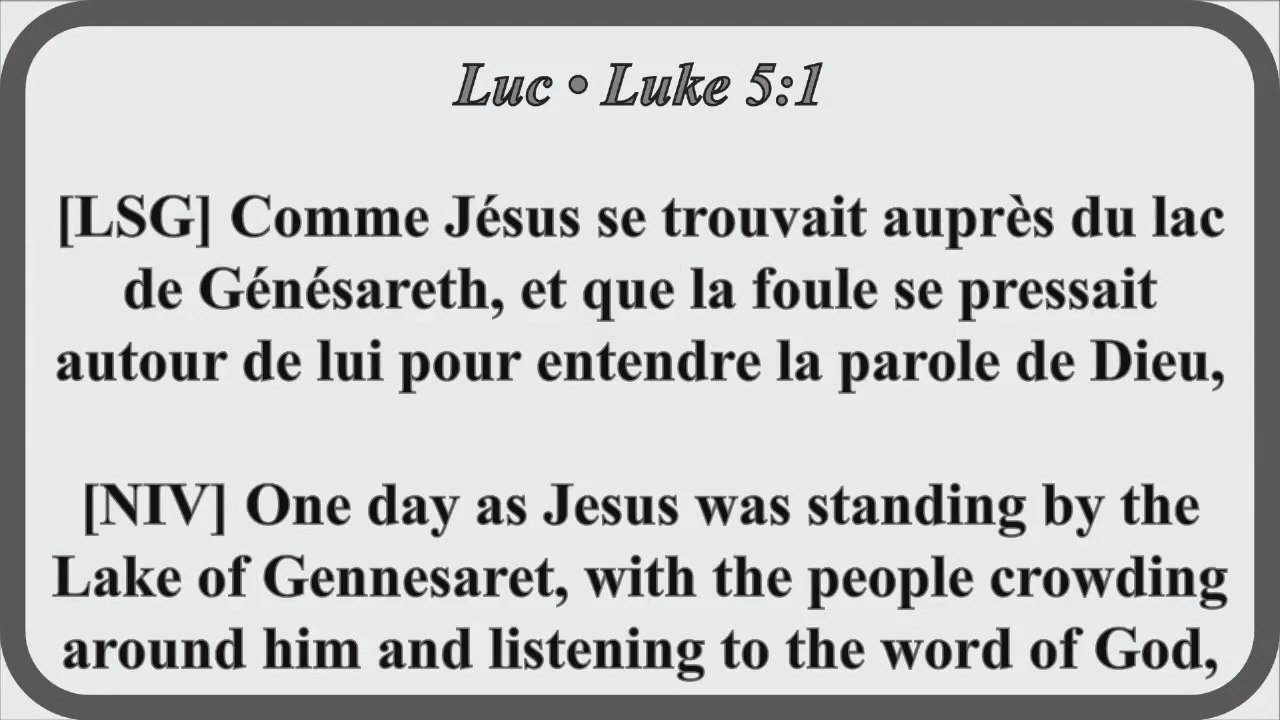 Luc • Luke 5:1
[LSG] Comme Jésus se trouvait auprès du lac
de Génésareth, et que la foule se pressait
autour de lui pour entendre la parole de Dieu,
[NIV] One day as Jesus was standing by the
Lake of Gennesaret, with the people crowding
around him and listening to the word of God,